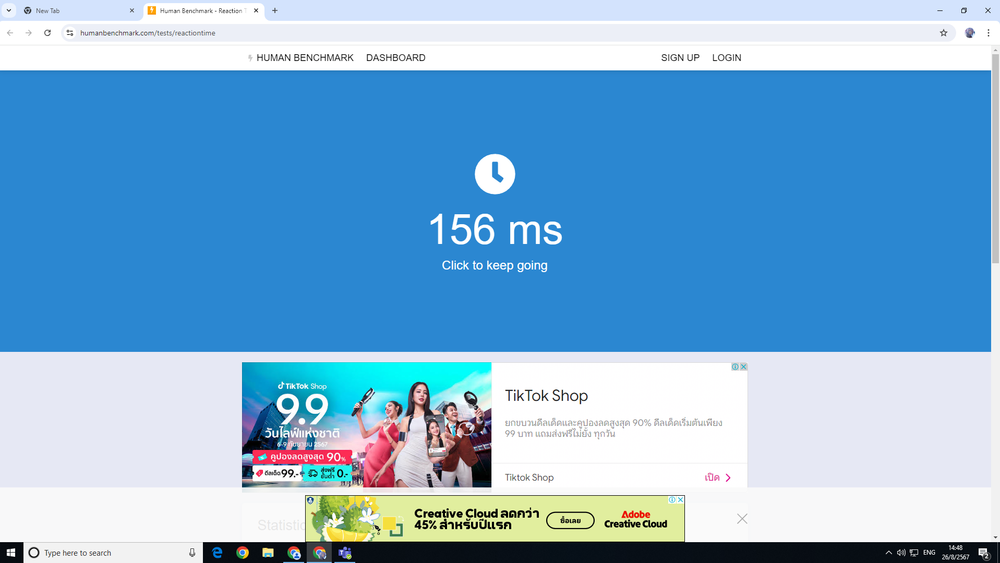 New Tab
Human Benchmark - Reaction T
humanbenchmark.com/tests/reactiontime
HUMAN BENCHMARK DASHBOARD SIGN UP LOGIN
156 ms
Click to keep going
TikTok Shop
9.9
วันไลฟ์แห่งชาติ
6-9 กันยายน 2567
คูปองลดสูงสุด 90%
ดีลเด็ด 99.-
ส่งฟรี
ขั้นต่ำ 0.-
TikTok Shop
ยกขบวนดีลเด็ดและคูปองลดสูงสุด 90% ดีลเด็ดเริ่มต้นเพียง
99 บาท แถมส่งฟรีไม่ยั้ง ทุกวัน
Tiktok Shop
เปิด
Statistic
Creative Cloud ลดกว่า
45% สำหรับปีแรก
ซื้อเลย
Adobe
Creative Cloud
Type here to search
ENG
14:48
26/8/2567
2